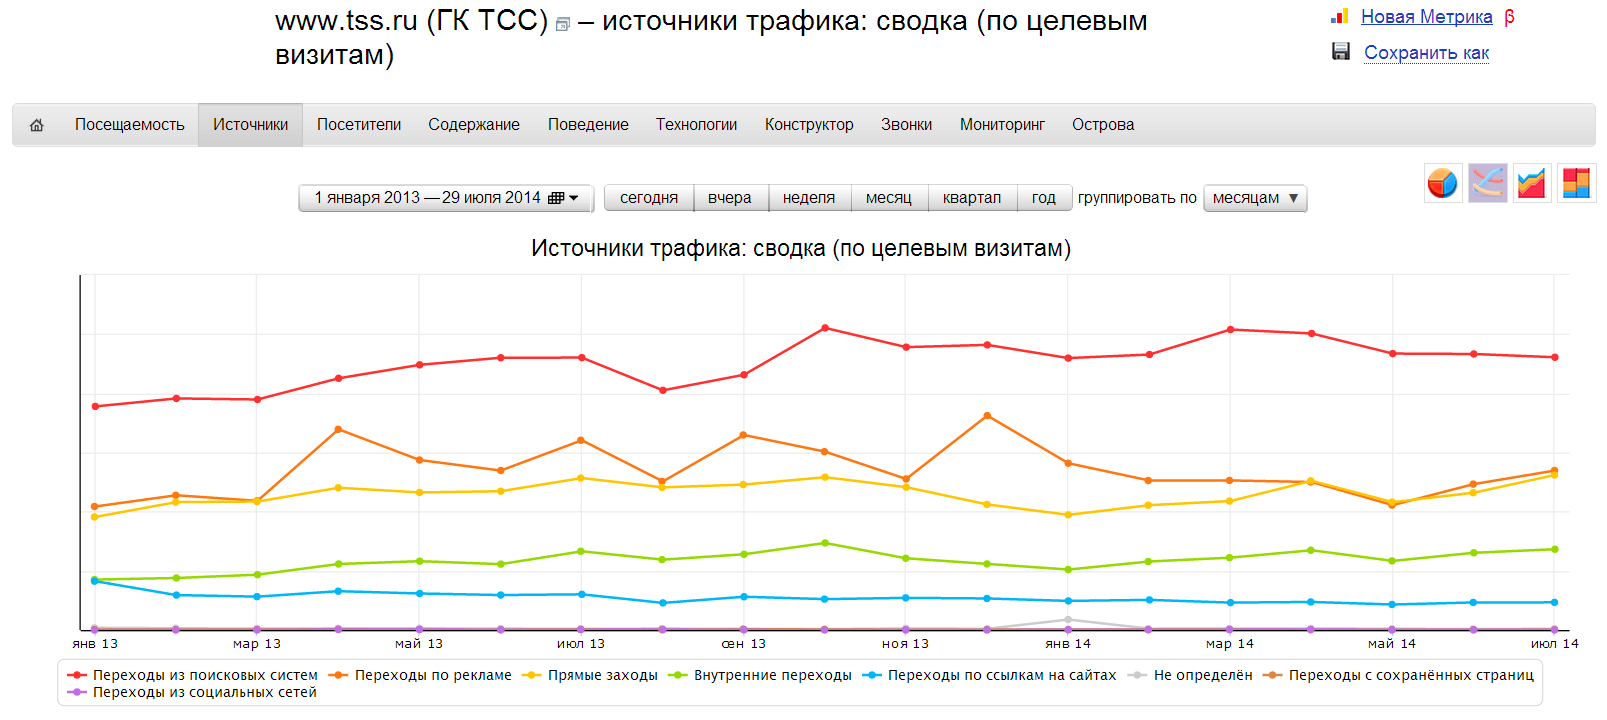 www.tss.ru (ГК ТСС) – источники трафика: сводка (по целевым
визитам)
Новая Метрика β
Сохранить как
Посещаемость Источники Посетители Содержание Поведение Технологии Конструктор Звонки Мониторинг Острова
1 января 2013 — 29 июля 2014 сегодня вчера неделя месяц квартал год группировать по месяцам
Источники трафика: сводка (по целевым визитам)
янв 13 мар 13 май 13 июл 13 сен 13 ноя 13 янв 14 мар 14 май 14 июл 14
Переходы из поисковых систем Переходы по рекламе Прямые заходы Внутренние переходы Переходы по ссылкам на сайтах Не определён Переходы с сохранённых страниц
Переходы из социальных сетей